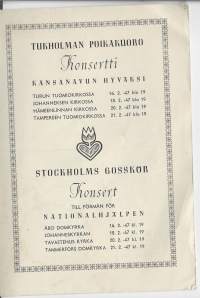 TUKHOLMAN POIKAKUORO
Konsertti
KANSANAVUN HYVÄKSI
TURUN TUOMIOKIRKOSSA 16. 2. -47 klo 19
JOHANNEKSEN KIRKOSSA 18. 2. -47 klo 19
HÄMEENLINNAN KIRKOSSA 20. 2. -47 klo 19
TAMPEREEN TUOMIOKIRKOSSA 21. 2. -47 klo 19
STOCKHOLMS GOSSKÖR
Konsert
TILL FÖRMÅN FÖR
NATIONALHJÄLPEN
ÅBO DOMKYRKA 16. 2. -47 kl. 19
JOHANNESKYRKAN 18. 2. -47 kl. 19
TAVASTEHUS KYRKA 20. 2. -47 kl. 19
TAMMERFORS DOMKYRKA 21. 2. -47 kl. 19